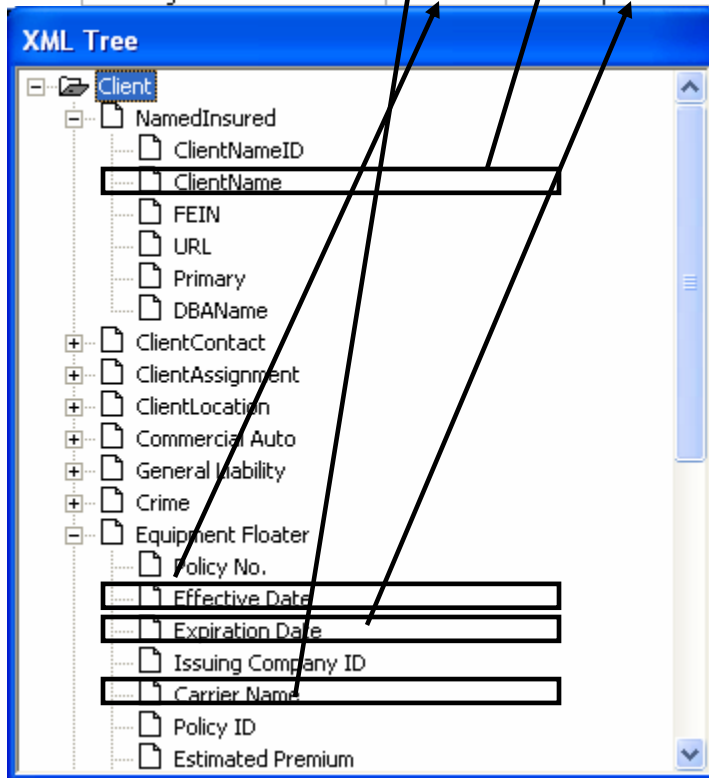 XML Tree
Client
NamedInsured
ClientNameID
ClientName
FEIN
URL
Primary
DBAName
ClientContact
ClientAssignment
ClientLocation
Commercial Auto
General Liability
Crime
Equipment Floater
Policy No.
Effective Date
Expiration Date
Issuing Company ID
Carrier Name
Policy ID
Estimated Premium